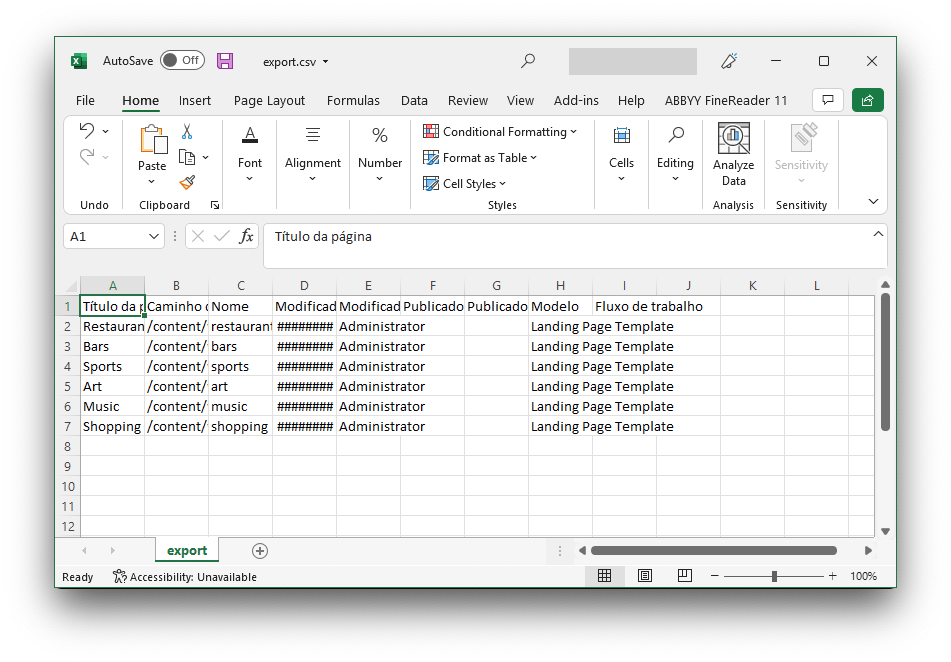 AutoSave Off export.csv
File Home Insert Page Layout Formulas Data Review View Add-ins Help ABBYY FineReader 11
Paste Font Alignment Number Conditional Formatting Format as Table Cell Styles Cells Editing Analyze Data Sensitivity
Undo Clipboard Styles Analysis Sensitivity
A1 fx Título da página
A B C D E F G H I J K L
1 Título da p Caminho d Nome Modificad Modificad Publicado Publicado Modelo Fluxo de trabalho
2 Restauran /content/ restaurant ######## Administrator Landing Page Template
3 Bars /content/ bars ######## Administrator Landing Page Template
4 Sports /content/ sports ######## Administrator Landing Page Template
5 Art /content/ art ######## Administrator Landing Page Template
6 Music /content/ music ######## Administrator Landing Page Template
7 Shopping /content/ shopping ######## Administrator Landing Page Template
8
9
10
11
12
export
Ready Accessibility: Unavailable 100%